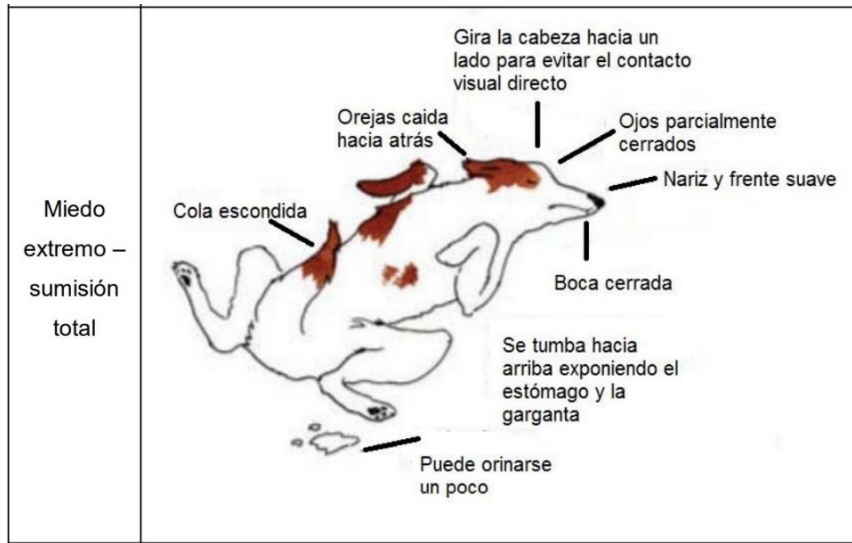 Miedo
extremo –
sumisión
total
Gira la cabeza hacia un
lado para evitar el contacto
visual directo
Orejas caida
hacia atrás
Ojos parcialmente
cerrados
Nariz y frente suave
Cola escondida
Boca cerrada
Se tumba hacia
arriba exponiendo el
estómago y la
garganta
Puede orinarse
un poco